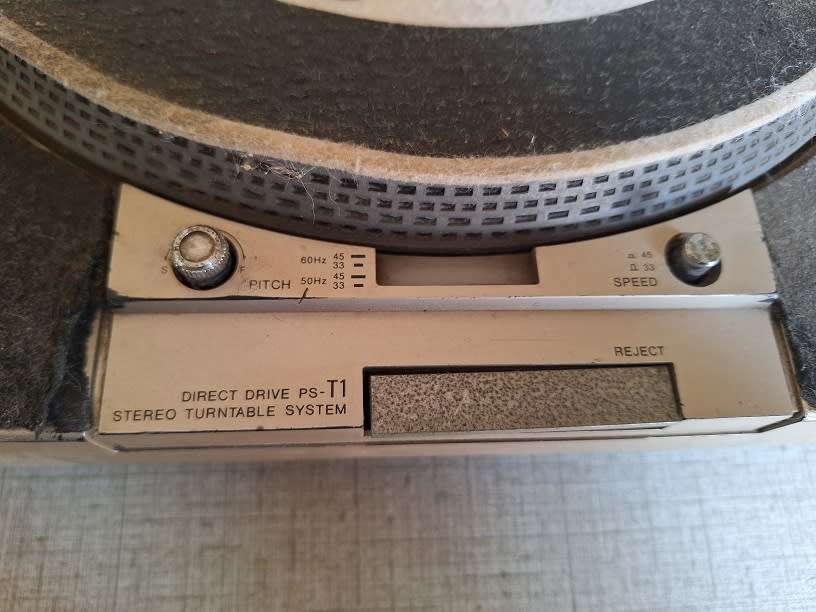 S F
PITCH
60Hz 45
33
50Hz 45
33
45
33
SPEED
REJECT
DIRECT DRIVE PS-T1
STEREO TURNTABLE SYSTEM